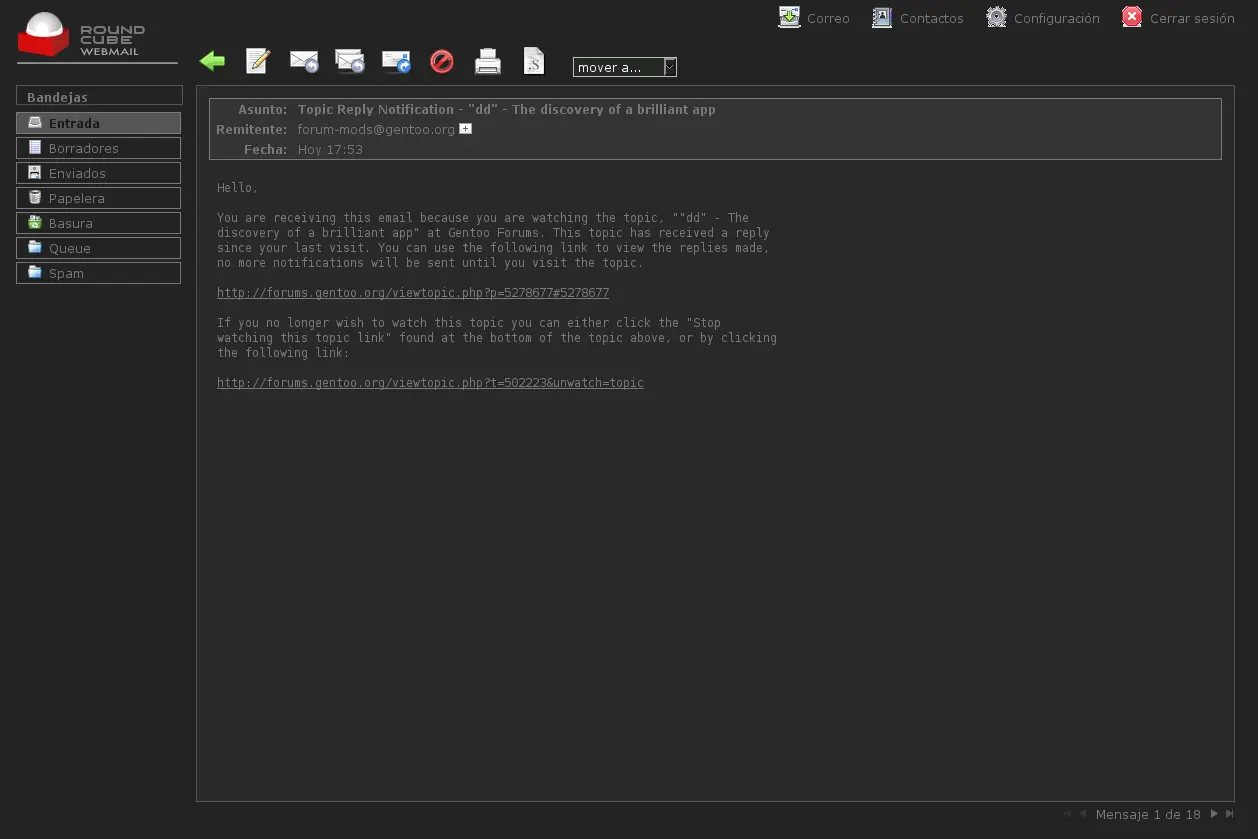 ROUND
CUBE
WEBMAIL
Correo
Contactos
Configuración
Cerrar sesión
mover a...
Bandejas
Entrada
Borradores
Enviados
Papelera
Basura
Queue
Spam
Asunto: Topic Reply Notification - "dd" - The discovery of a brilliant app
Remitente: forum-mods@gentoo.org
Fecha: Hoy 17:53
Hello,
You are receiving this email because you are watching the topic, ""dd" - The
discovery of a brilliant app" at Gentoo Forums. This topic has received a reply
since your last visit. You can use the following link to view the replies made,
no more notifications will be sent until you visit the topic.
http://forums.gentoo.org/viewtopic.php?p=5278677#5278677
If you no longer wish to watch this topic you can either click the "Stop
watching this topic link" found at the bottom of the topic above, or by clicking
the following link:
http://forums.gentoo.org/viewtopic.php?t=502223&unwatch=topic
Mensaje 1 de 18